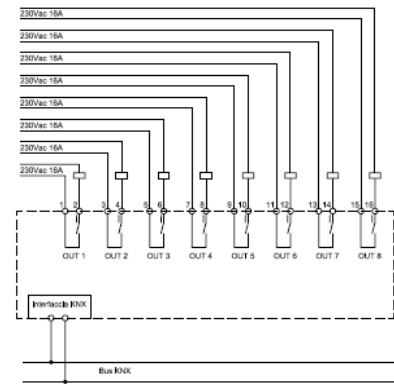 230Vac 16A
230Vac 16A
230Vac 16A
230Vac 16A
230Vac 16A
230Vac 16A
230Vac 16A
230Vac 16A
1 2 3 4 5 6 7 8 9 10 11 12 13 14 15 16
OUT 1 OUT 2 OUT 3 OUT 4 OUT 5 OUT 6 OUT 7 OUT 8
Interfaccia KNX
Bus KNX